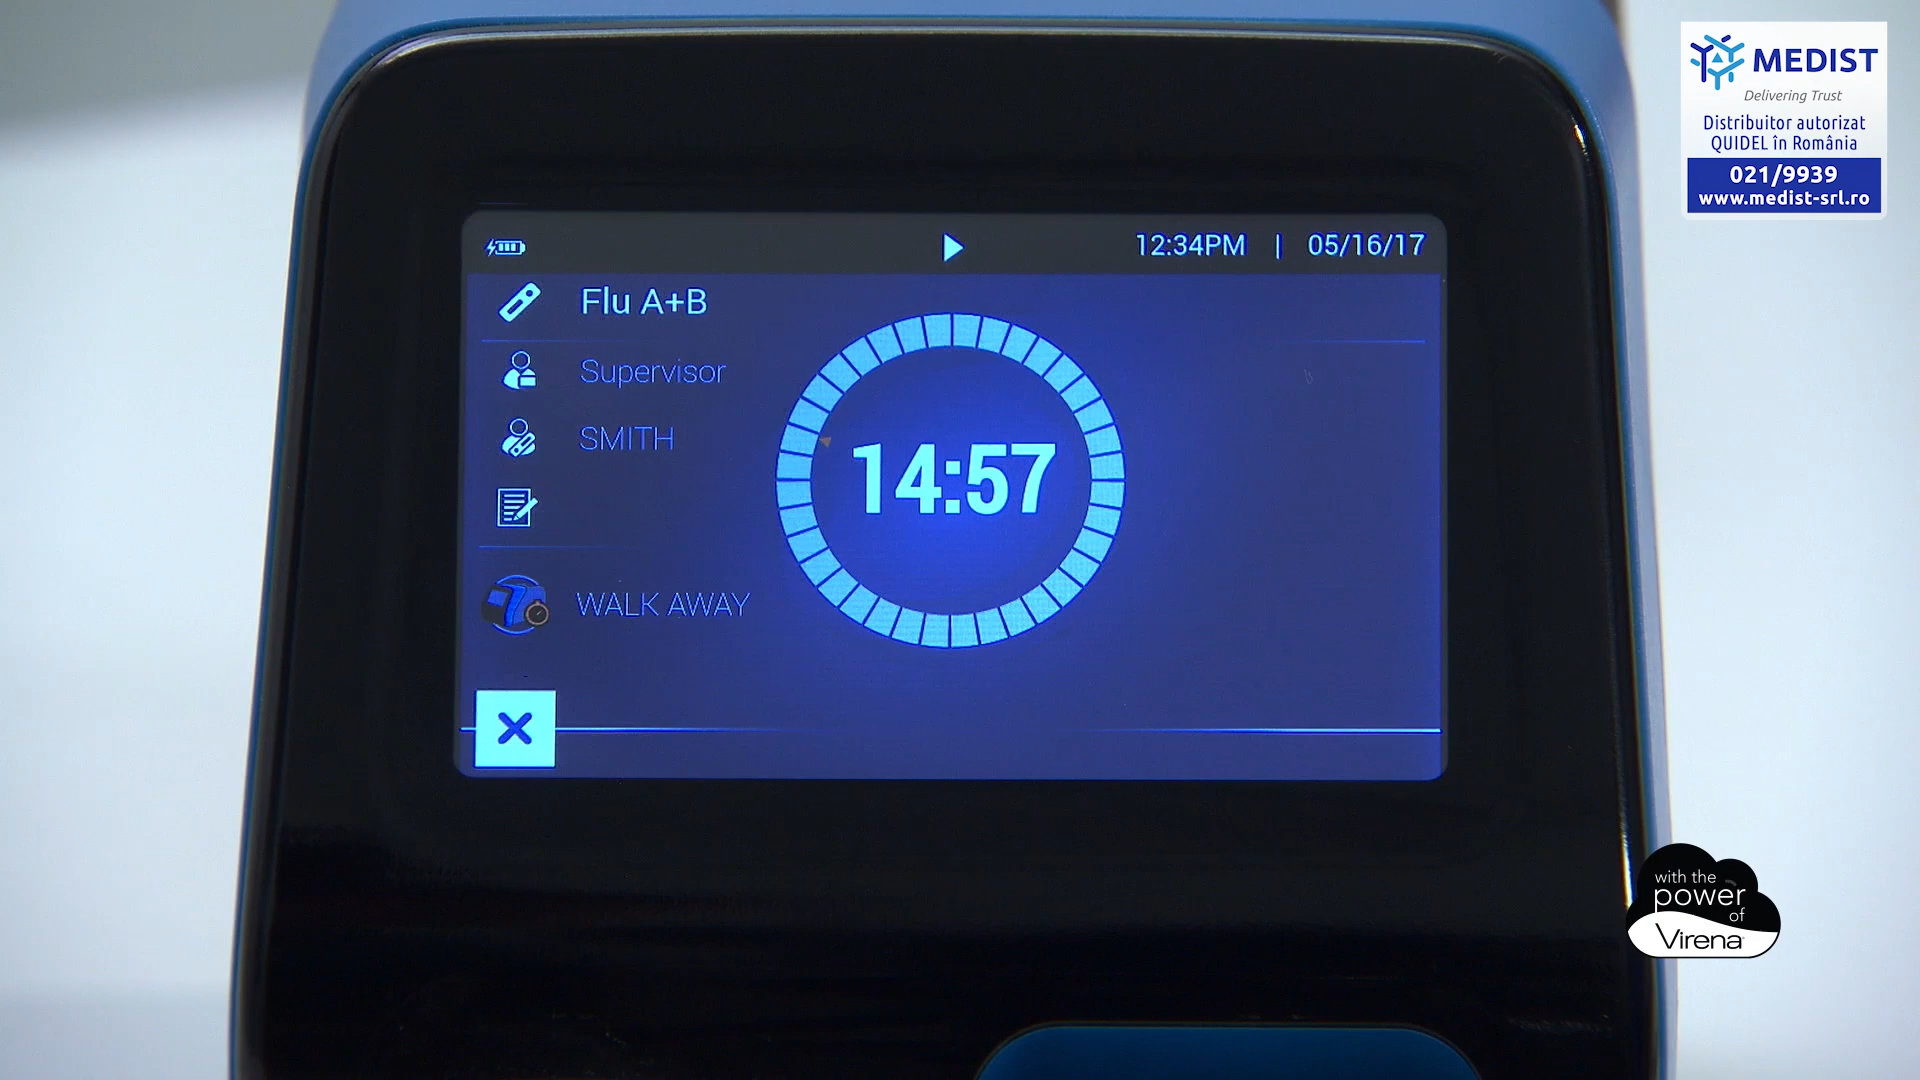 MEDIST
Delivering Trust
Distribuitor autorizat
QUIDEL în România
021/9939
www.medist-srl.ro
12:34PM | 05/16/17
Flu A+B
Supervisor
SMITH
14:57
WALK AWAY
with the
power
of
Virena